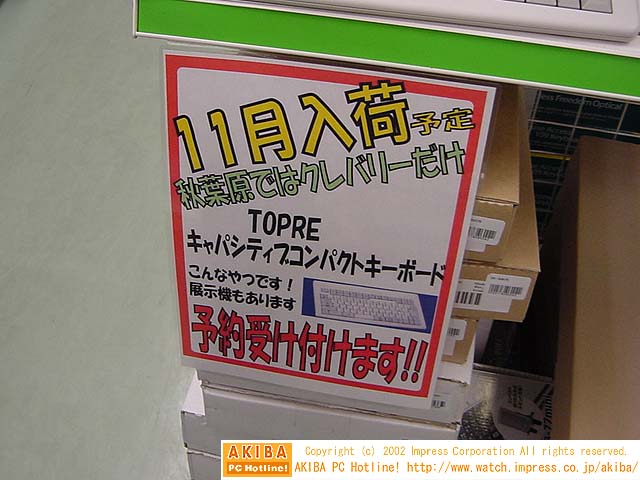 11月入荷予定
秋葉原ではクレバリーだけ
TOPRE
キャパシティブコンパクトキーボード
こんなやつです！
展示機もあります
予約受け付けます!!
Freedom Optical
AKIBA
PC Hotline!
Copyright (c) 2002 Impress Corporation All rights reserved.
AKIBA PC Hotline! http://www.watch.impress.co.jp/akiba/